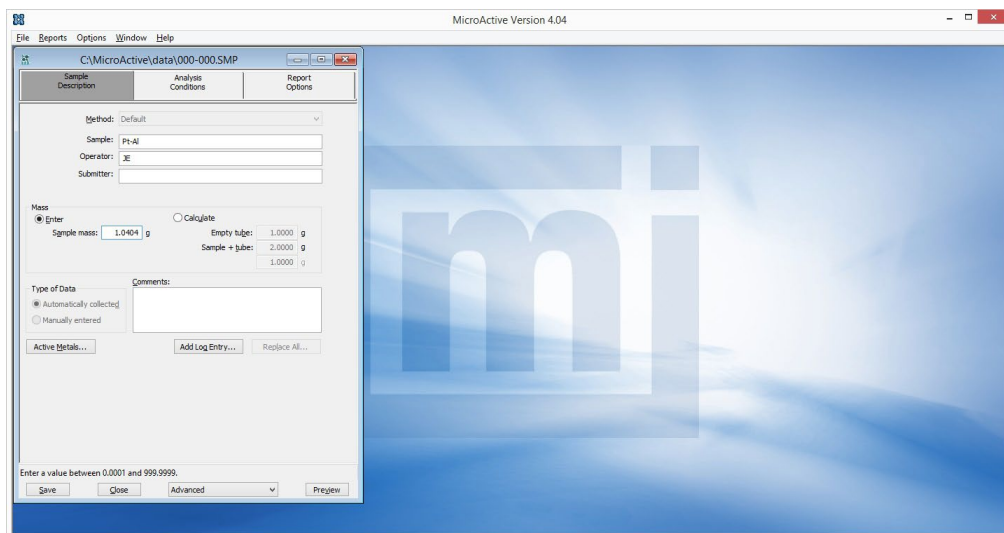 MicroActive Version 4.04
File Reports Options Window Help
C:\MicroActive\data\000-000.SMP
Sample Description
Analysis Conditions
Report Options
Method: Default
Sample: Pt-Al
Operator: JE
Submitter:
Mass
Enter
Calculate
Sample mass: 1.0404 g
Empty tube: 1.0000 g
Sample + tube: 2.0000 g
1.0000 g
Type of Data
Comments:
Automatically collected
Manually entered
Active Metals...
Add Log Entry...
Replace All...
Enter a value between 0.0001 and 999.9999.
Save
Close
Advanced
Preview
mi